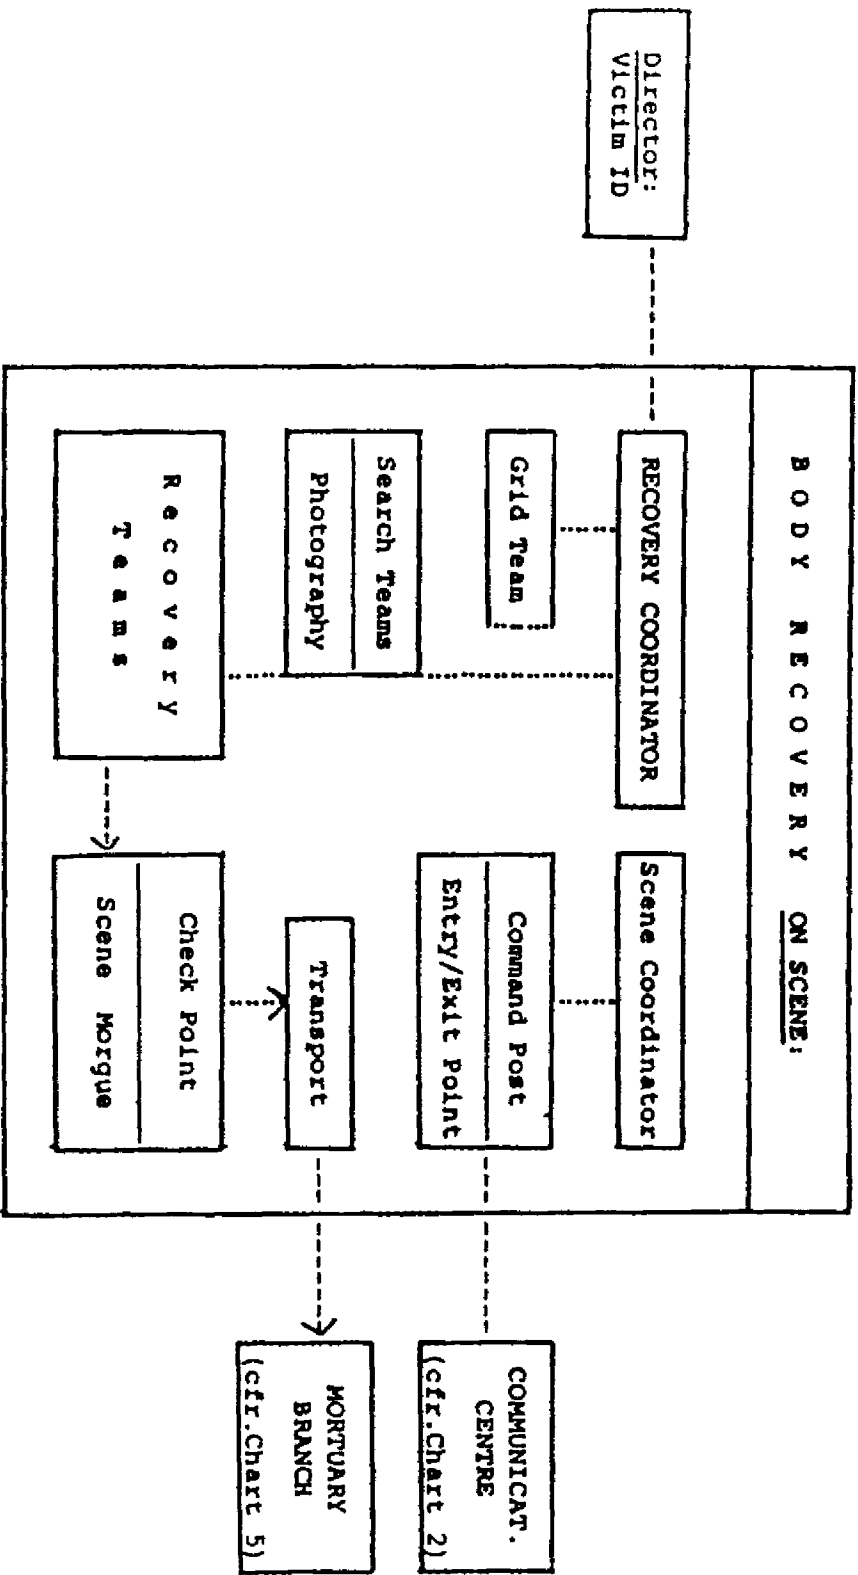 BODY RECOVERY ON SCENE:
Director:
Victim ID
RECOVERY COORDINATOR
Scene Coordinator
Grid Team
Command Post
Entry/Exit Point
COMMUNICAT.
CENTRE
(cfr.Chart 2)
Search Teams
Photography
Transport
MORTUARY
BRANCH
(cfr.Chart 5)
Recovery
Teams
Check Point
Scene Morgue